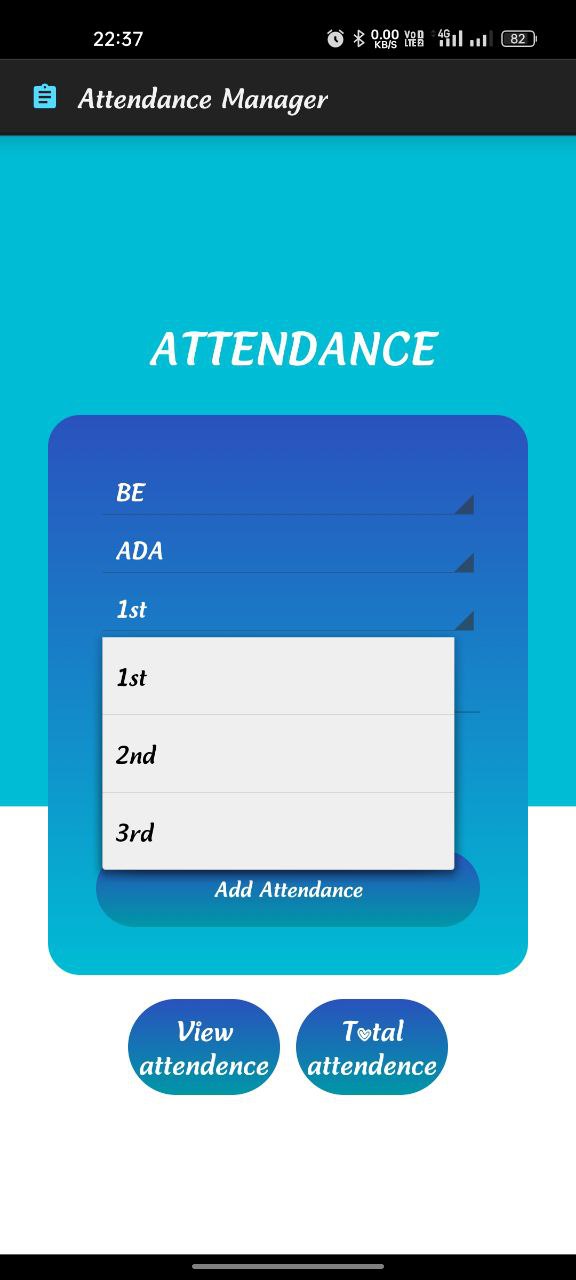 22:37
0.00
KB/S
Vo
LTE2
4G
82
Attendance Manager
ATTENDANCE
BE
ADA
1st
1st
2nd
3rd
Add Attendance
View
attendence
Total
attendence